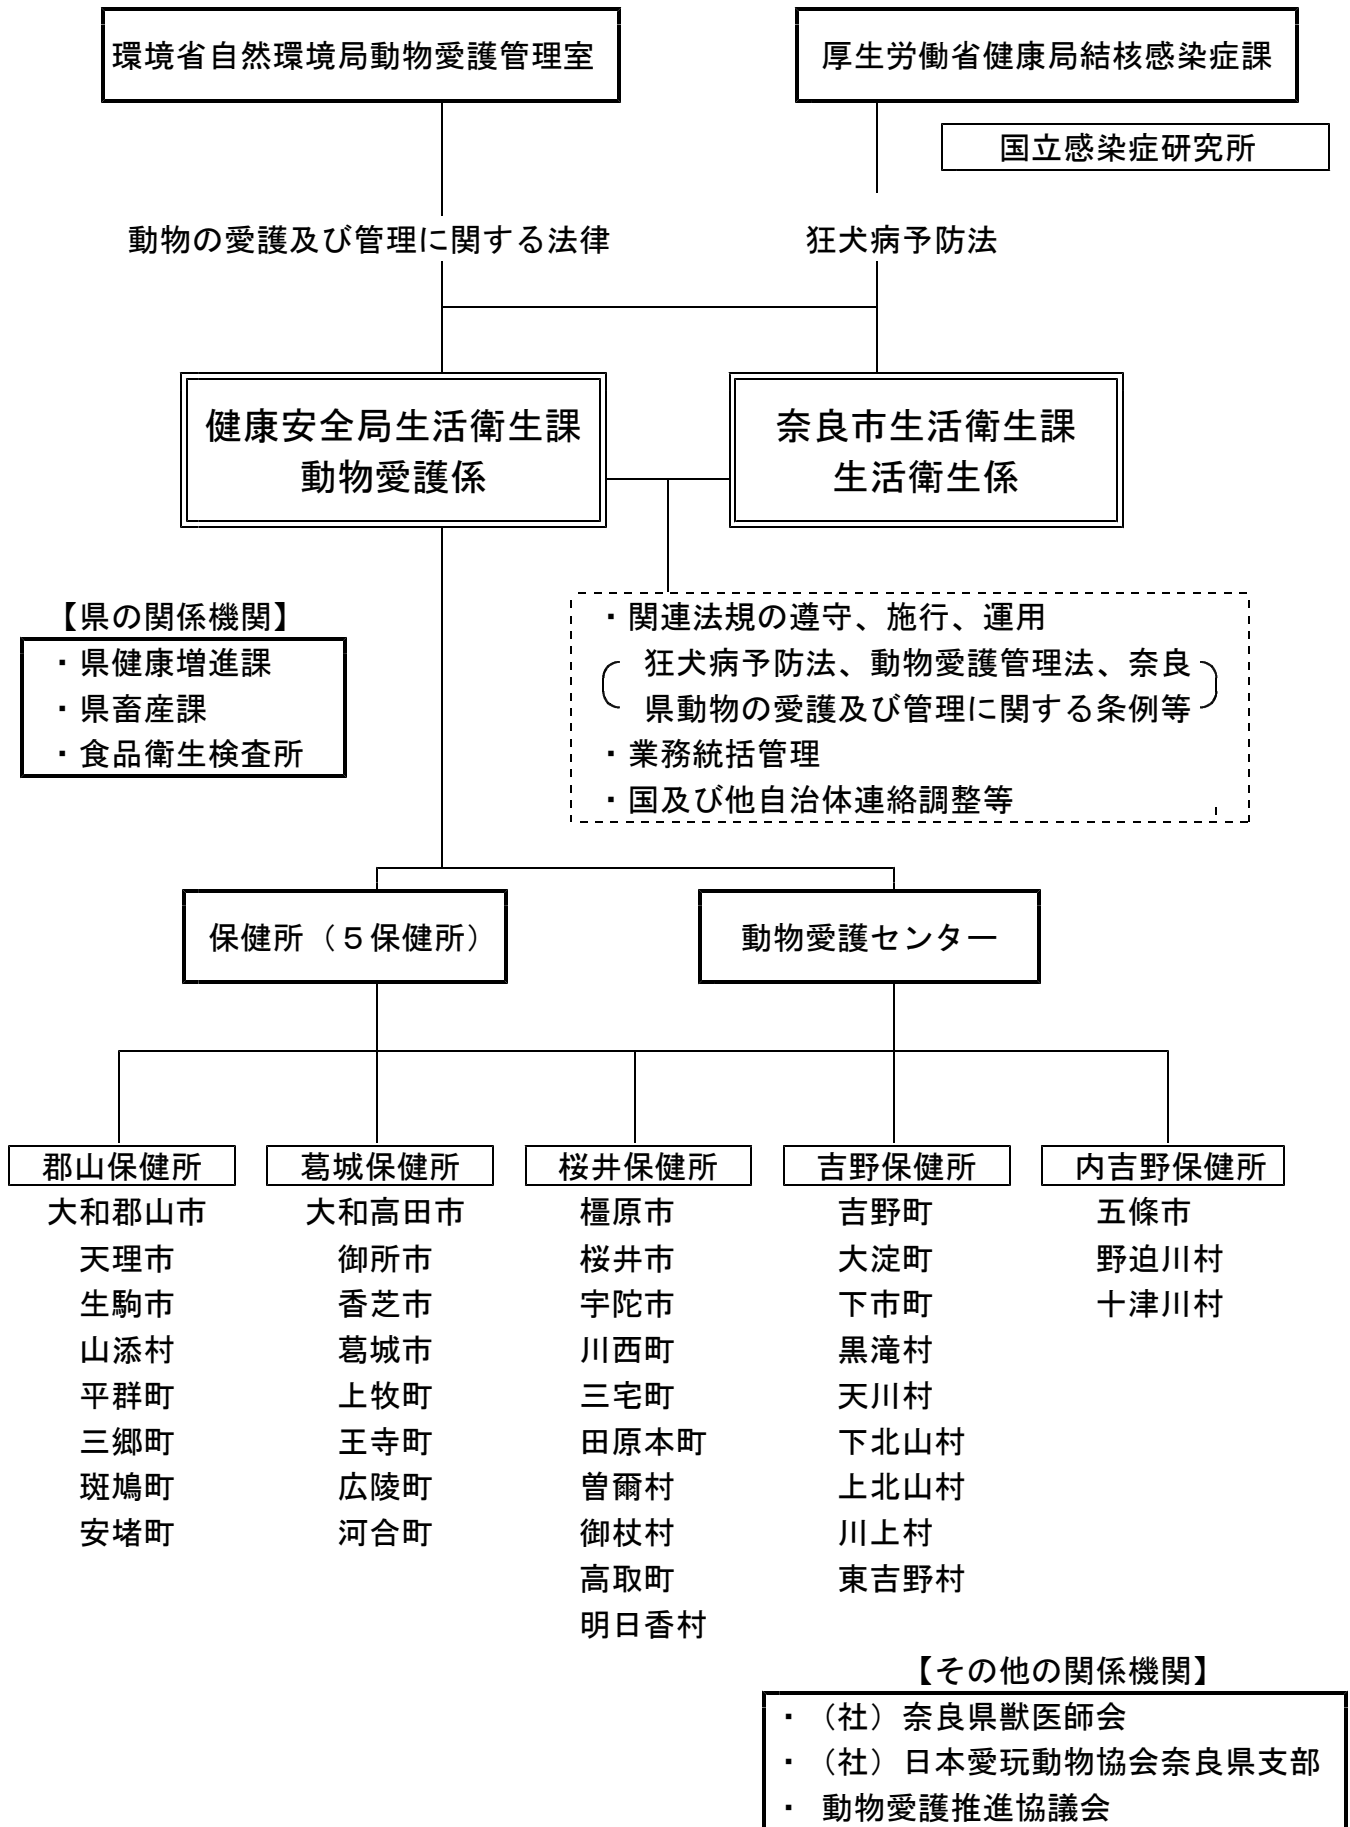 環境省自然環境局動物愛護管理室
厚生労働省健康局結核感染症課
国立感染症研究所
動物の愛護及び管理に関する法律
狂犬病予防法
健康安全局生活衛生課
動物愛護係
奈良市生活衛生課
生活衛生係
【県の関係機関】
・県健康増進課
・県畜産課
・食品衛生検査所
・関連法規の遵守、施行、運用
狂犬病予防法、動物愛護管理法、奈良
県動物の愛護及び管理に関する条例等
・業務統括管理
・国及び他自治体連絡調整等
保健所（５保健所）
動物愛護センター
郡山保健所
大和郡山市
天理市
生駒市
山添村
平群町
三郷町
斑鳩町
安堵町
葛城保健所
大和高田市
御所市
香芝市
葛城市
上牧町
王寺町
広陵町
河合町
桜井保健所
橿原市
桜井市
宇陀市
川西町
三宅町
田原本町
曽爾村
御杖村
高取町
明日香村
吉野保健所
吉野町
大淀町
下市町
黒滝村
天川村
下北山村
上北山村
川上村
東吉野村
内吉野保健所
五條市
野迫川村
十津川村
【その他の関係機関】
・（社）奈良県獣医師会
・（社）日本愛玩動物協会奈良県支部
・ 動物愛護推進協議会